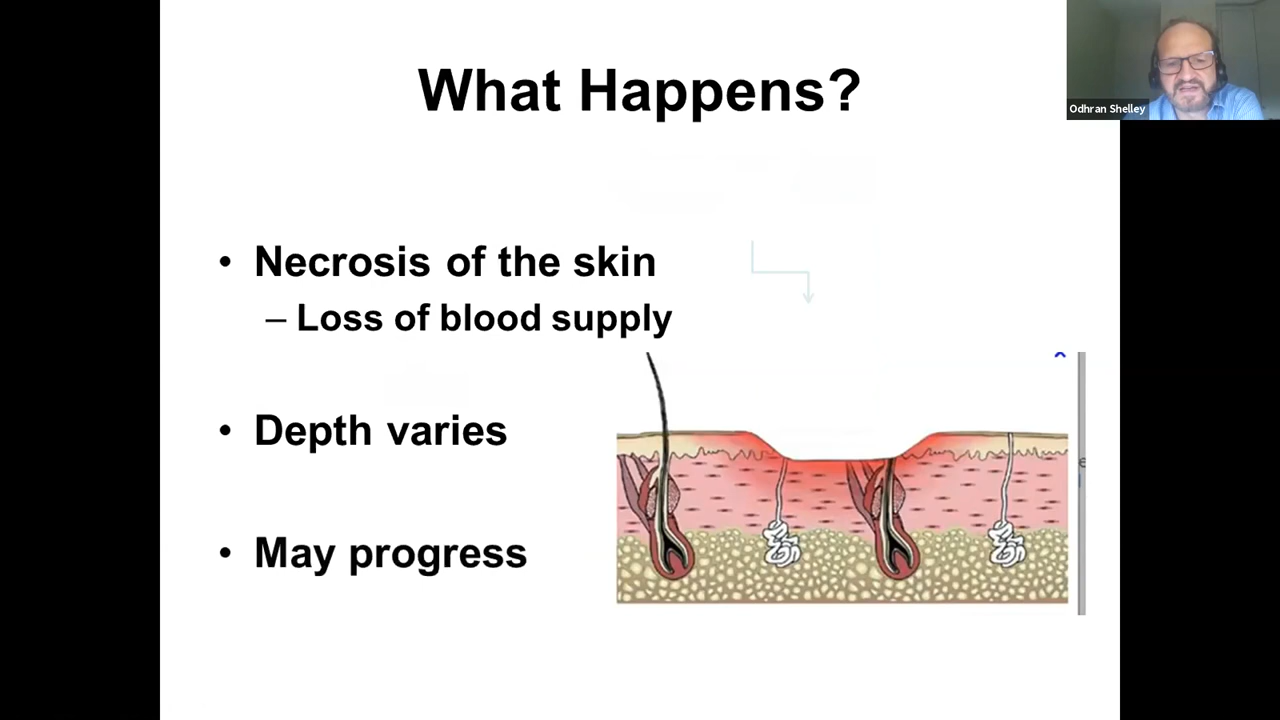 What Happens?
Odhran Shelley
• Necrosis of the skin
– Loss of blood supply
• Depth varies
• May progress